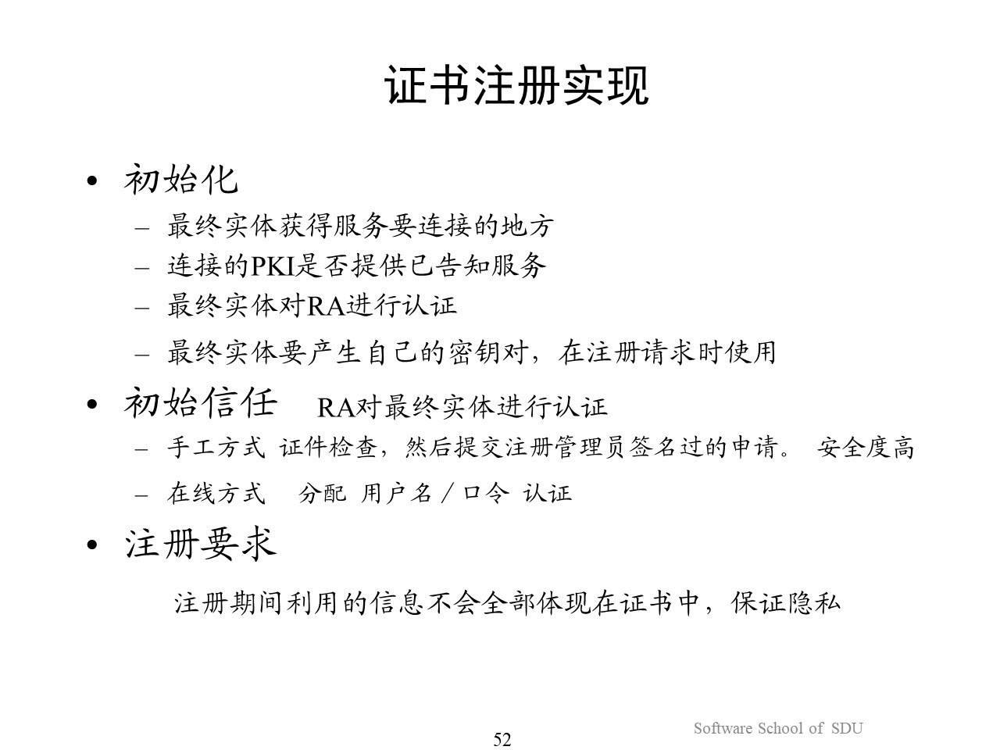 证书注册实现
• 初始化
– 最终实体获得服务要连接的地方
– 连接的PKI是否提供已告知服务
– 最终实体对RA进行认证
– 最终实体要产生自己的密钥对，在注册请求时使用
• 初始信任 RA对最终实体进行认证
– 手工方式 证件检查，然后提交注册管理员签名过的申请。 安全度高
– 在线方式 分配 用户名／口令 认证
• 注册要求
注册期间利用的信息不会全部体现在证书中，保证隐私
Software School of SDU
52